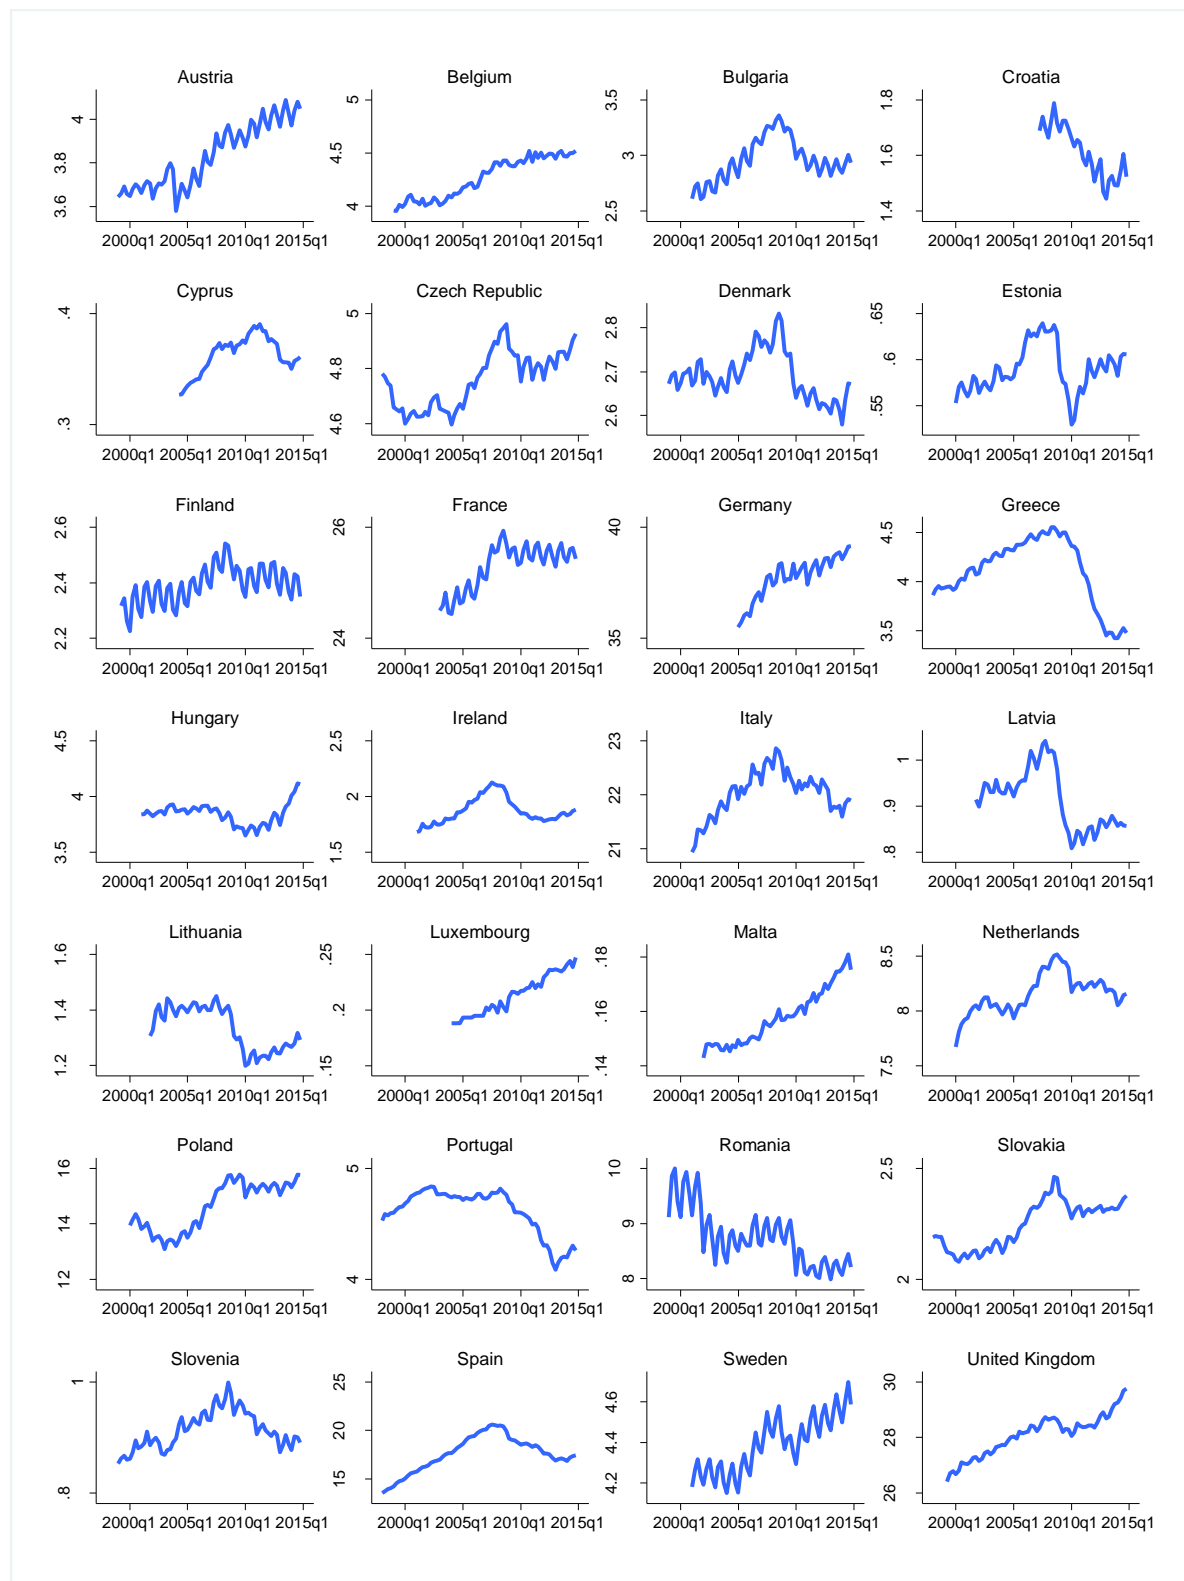 Austria Belgium Bulgaria Croatia
3.6 3.8 4
4 4.5 5
2.5 3 3.5
1.4 1.6 1.8
2000q1 2005q1 2010q1 2015q1
2000q1 2005q1 2010q1 2015q1
2000q1 2005q1 2010q1 2015q1
2000q1 2005q1 2010q1 2015q1
Cyprus Czech Republic Denmark Estonia
.3 .4
4.6 4.8 5
2.6 2.7 2.8
.55 .6 .65
2000q1 2005q1 2010q1 2015q1
2000q1 2005q1 2010q1 2015q1
2000q1 2005q1 2010q1 2015q1
2000q1 2005q1 2010q1 2015q1
Finland France Germany Greece
2.2 2.4 2.6
24 26
35 40
3.5 4 4.5
2000q1 2005q1 2010q1 2015q1
2000q1 2005q1 2010q1 2015q1
2000q1 2005q1 2010q1 2015q1
2000q1 2005q1 2010q1 2015q1
Hungary Ireland Italy Latvia
3.5 4 4.5
1.5 2 2.5
21 22 23
.8 .9 1
2000q1 2005q1 2010q1 2015q1
2000q1 2005q1 2010q1 2015q1
2000q1 2005q1 2010q1 2015q1
2000q1 2005q1 2010q1 2015q1
Lithuania Luxembourg Malta Netherlands
1.2 1.4 1.6
.15 .2 .25
.14 .16 .18
7.5 8 8.5
2000q1 2005q1 2010q1 2015q1
2000q1 2005q1 2010q1 2015q1
2000q1 2005q1 2010q1 2015q1
2000q1 2005q1 2010q1 2015q1
Poland Portugal Romania Slovakia
12 14 16
4 5
8 9 10
2 2.5
2000q1 2005q1 2010q1 2015q1
2000q1 2005q1 2010q1 2015q1
2000q1 2005q1 2010q1 2015q1
2000q1 2005q1 2010q1 2015q1
Slovenia Spain Sweden United Kingdom
.8 1
15 20 25
4.2 4.4 4.6
26 28 30
2000q1 2005q1 2010q1 2015q1
2000q1 2005q1 2010q1 2015q1
2000q1 2005q1 2010q1 2015q1
2000q1 2005q1 2010q1 2015q1